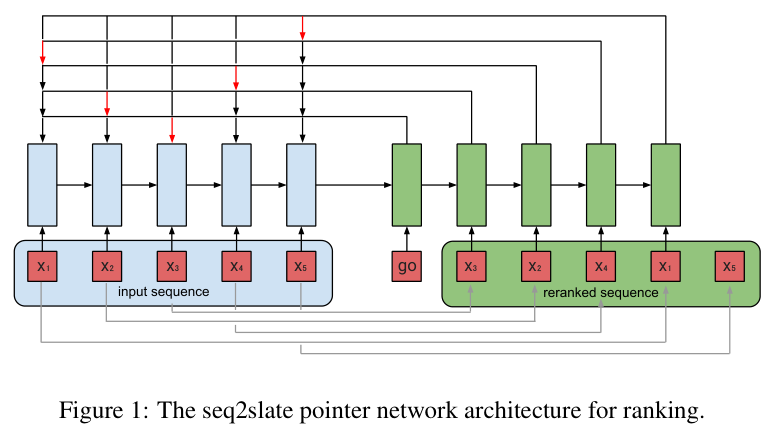 x₁ x₂ x₃ x₄ x₅ go x₃ x₂ x₄ x₁ x₅
input sequence reranked sequence
Figure 1: The seq2slate pointer network architecture for ranking.